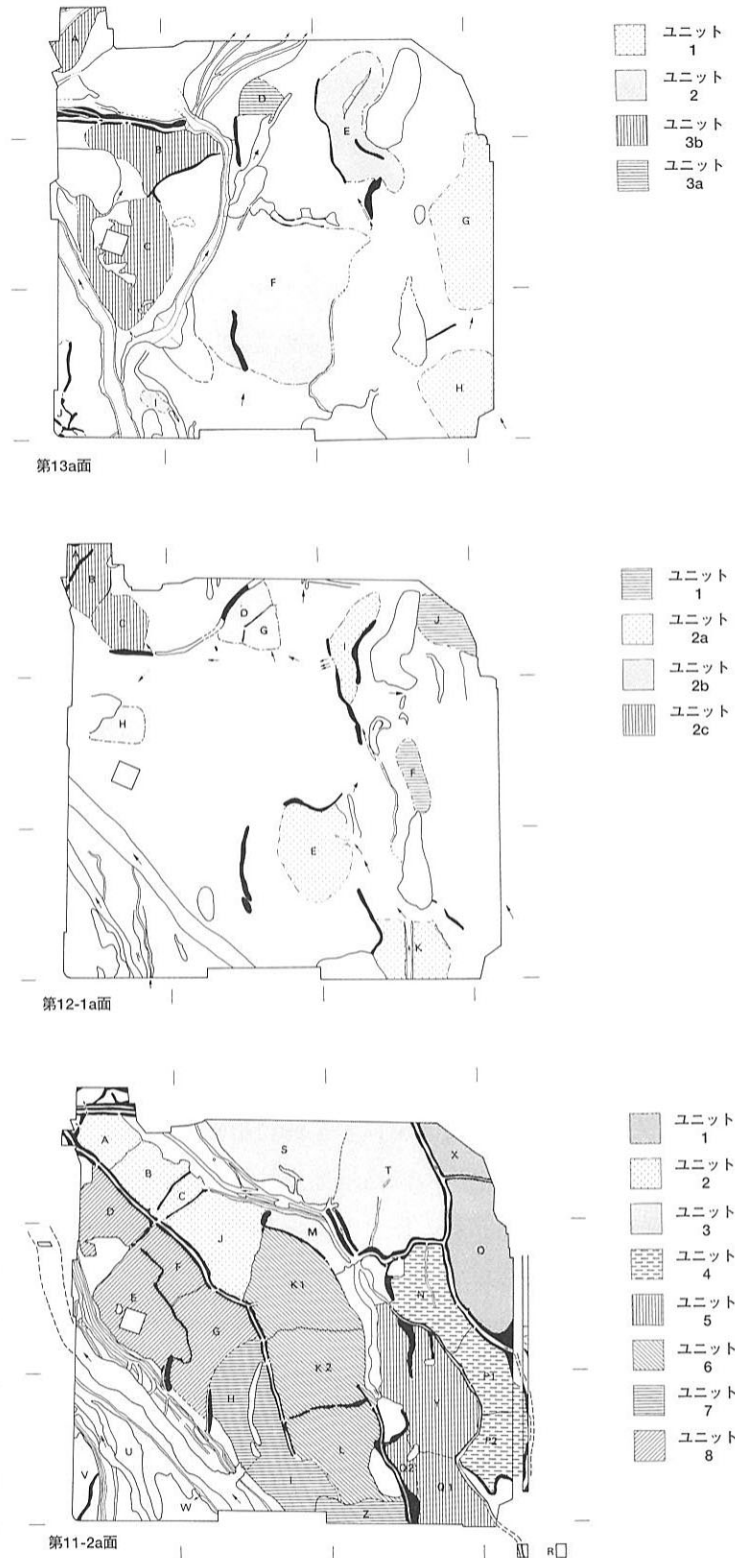 A
B
C
D
E
F
G
H
I
J
ユニット
1
ユニット
2
ユニット
3b
ユニット
3a
第13a面
A
B
C
D
G
I
J
H
F
E
K
ユニット
1
ユニット
2a
ユニット
2b
ユニット
2c
第12-1a面
A
B
C
D
S
T
X
O
J
M
F
E
K1
N
G
K2
H
P1
Y
P2
L
Q2
Q1
I
Z
V
U
W
R
ユニット
1
ユニット
2
ユニット
3
ユニット
4
ユニット
5
ユニット
6
ユニット
7
ユニット
8
第11-2a面